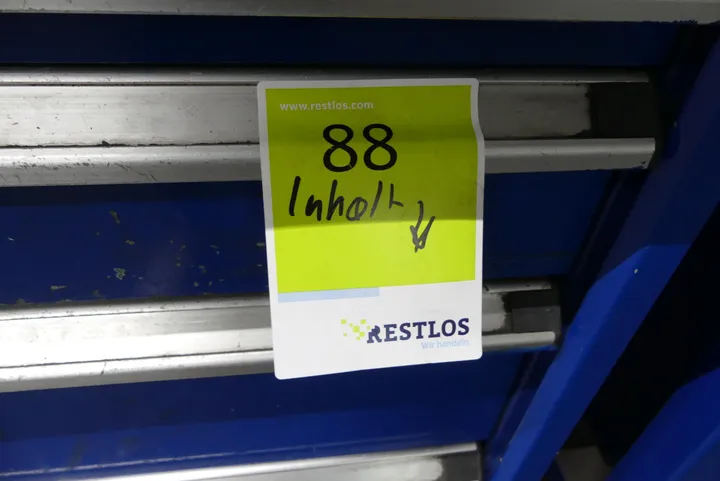 www.restlos.com
88
Inhalt
RESTLOS
Wir handeln